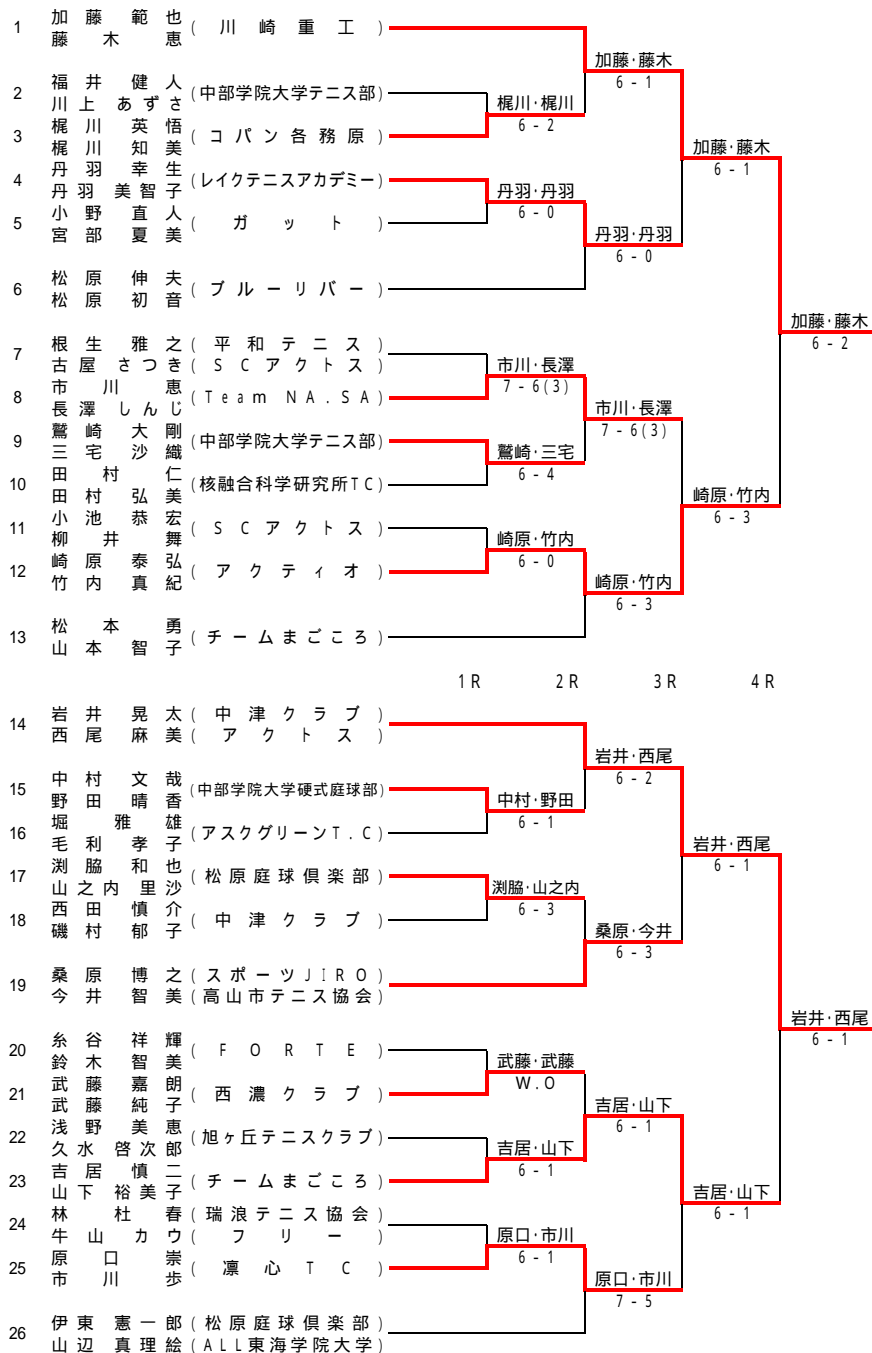 1 加藤範也 (川崎重工)
藤木恵
加藤・藤木
6 - 1
2 福井健人 (中部学院大学テニス部)
川上あずさ
梶川・梶川
6 - 2
3 梶川英悟 (コパン各務原)
梶川知美
加藤・藤木
6 - 1
4 丹羽幸生 (レイクテニスアカデミー)
丹羽美智子
丹羽・丹羽
6 - 0
5 小野直人 (ガット)
宮部夏美
丹羽・丹羽
6 - 0
6 松原伸夫 (ブルーリバー)
松原初音
加藤・藤木
6 - 2
7 根生雅之 (平和テニス)
古屋さつき (SCアクトス)
市川・長澤
7 - 6(3)
8 市川恵 (Team NA.SA)
長澤しんじ
市川・長澤
7 - 6(3)
9 鷲崎大剛 (中部学院大学テニス部)
三宅沙織
鷲崎・三宅
6 - 4
10 田村仁 (核融合科学研究所TC)
田村弘美
崎原・竹内
6 - 3
11 小池恭宏 (SCアクトス)
柳井舞
崎原・竹内
6 - 0
12 崎原泰弘 (アクティオ)
竹内真紀
崎原・竹内
6 - 3
13 松本勇 (チームまごころ)
山本智子
1R 2R 3R 4R
14 岩井晃太 (中津クラブ)
西尾麻美 (アクトス)
岩井・西尾
6 - 2
15 中村文哉 (中部学院大学硬式庭球部)
野田晴香
中村・野田
6 - 1
16 堀雅雄 (アスクグリーンT.C)
毛利孝子
岩井・西尾
6 - 1
17 渕脇和也 (松原庭球倶楽部)
山之内里沙
渕脇・山之内
6 - 3
18 西田慎介 (中津クラブ)
磯村郁子
桑原・今井
6 - 3
19 桑原博之 (スポーツJIRO)
今井智美 (高山市テニス協会)
岩井・西尾
6 - 1
20 糸谷祥輝 (FORTE)
鈴木智美
武藤・武藤
W.O
21 武藤嘉朗 (西濃クラブ)
武藤純子
吉居・山下
6 - 1
22 浅野美恵 (旭ヶ丘テニスクラブ)
久水啓次郎
吉居・山下
6 - 1
23 吉居慎二 (チームまごころ)
山下裕美子
吉居・山下
6 - 1
24 林杜春 (瑞浪テニス協会)
牛山カウ (フリー)
原口・市川
6 - 1
25 原口崇 (凛心TC)
市川歩
原口・市川
7 - 5
26 伊東憲一郎 (松原庭球倶楽部)
山辺真理絵 (ALL東海学院大学)